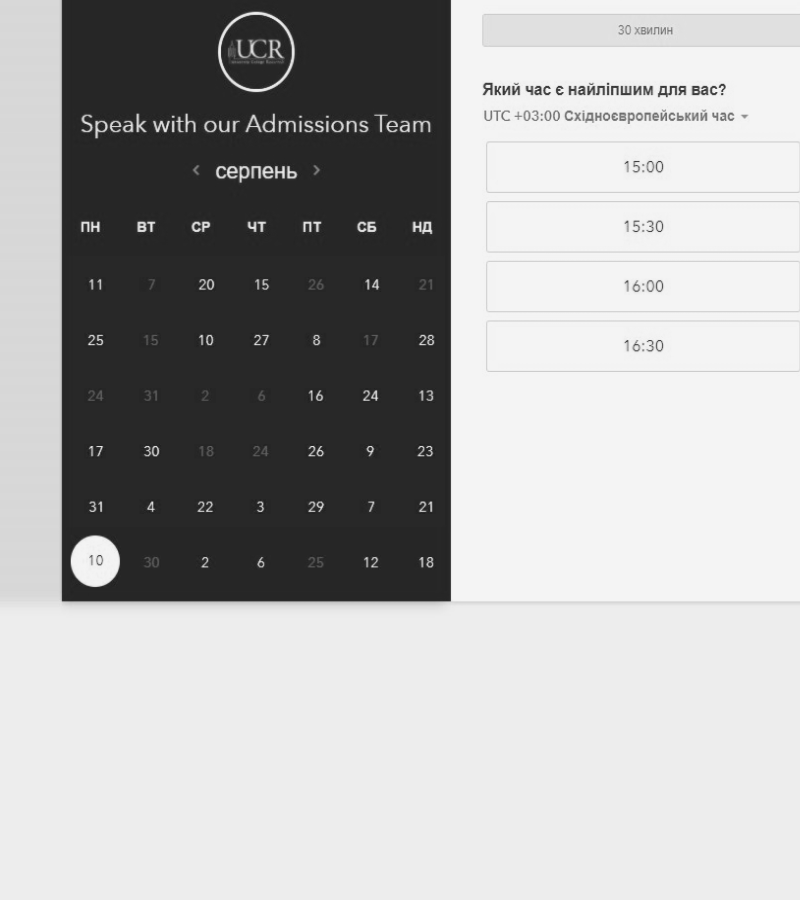 UCR
30 хвилин
Speak with our Admissions Team
Який час є найліпшим для вас?
UTC +03:00 Східноєвропейський час
серпень
ПН ВТ СР ЧТ ПТ СБ НД
11 7 20 15 26 14 21
25 15 10 27 8 17 28
24 31 2 6 16 24 13
17 30 18 24 26 9 23
31 4 22 3 29 7 21
10 30 2 6 25 12 18
15:00
15:30
16:00
16:30